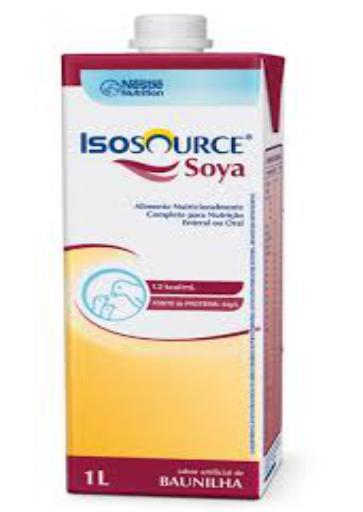 Nestlé
Nutrition
ISOSOURCE®
Soya
Alimento Nutricionalmente
Completo para Nutrição
Enteral ou Oral
1.2 kcal/mL
FONTE de PROTEÍNA:
1L
sabor artificial de
BAUNILHA